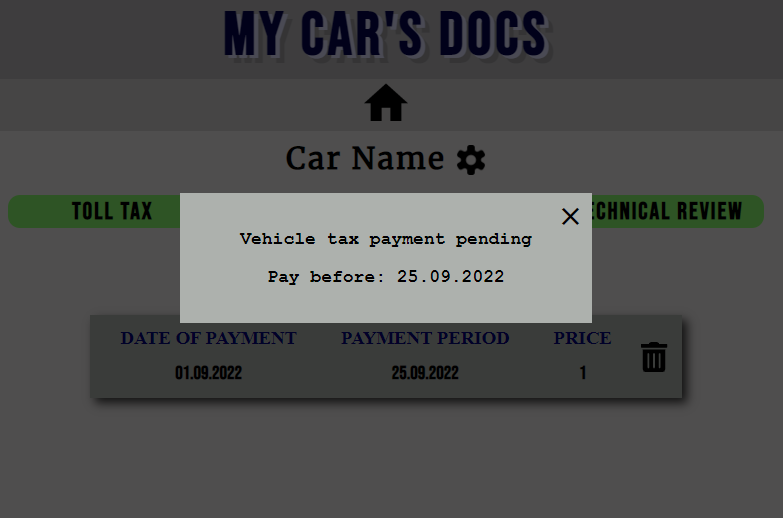 MY CAR'S DOCS
Car Name
TOLL TAX
ECHNICAL REVIEW
Vehicle tax payment pending
Pay before: 25.09.2022
DATE OF PAYMENT PAYMENT PERIOD PRICE
01.09.2022 25.09.2022 1